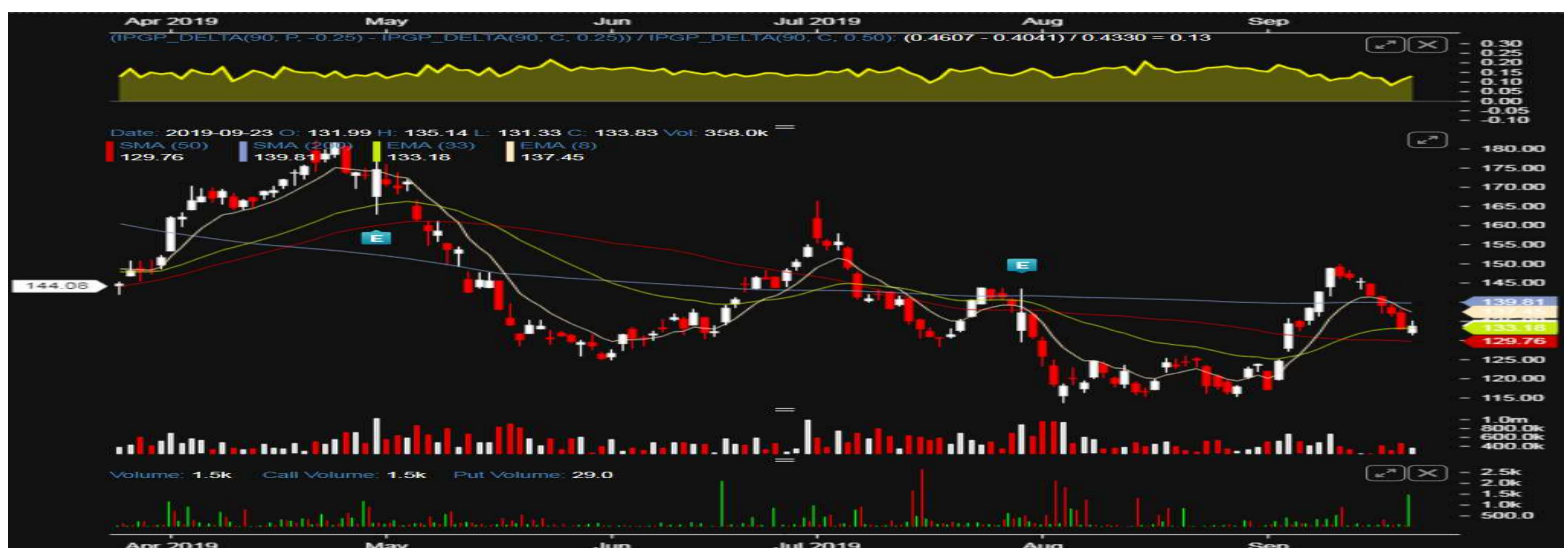 Apr 2019 May Jun Jul 2019 Aug Sep
(IPGP_DELTA(90, P, -0.25) - IPGP_DELTA(90, C, 0.25)) / IPGP_DELTA(90, C, 0.50): (0.4607 - 0.4041) / 0.4330 = 0.13
0.30
0.25
0.20
0.15
0.10
0.05
0.00
-0.05
-0.10
Date: 2019-09-23 O: 131.99 H: 135.14 L: 131.33 C: 133.83 Vol: 358.0k
SMA (50) SMA (200) EMA (33) EMA (8)
129.76 139.81 133.18 137.45
180.00
175.00
170.00
165.00
160.00
E
155.00
E
150.00
145.00
144.08
139.81
137.45
133.18
129.76
125.00
120.00
115.00
1.0m
800.0k
600.0k
400.0k
Volume: 1.5k Call Volume: 1.5k Put Volume: 29.0
2.5k
2.0k
1.5k
1.0k
500.0
Apr 2019 May Jun Jul 2019 Aug Sep